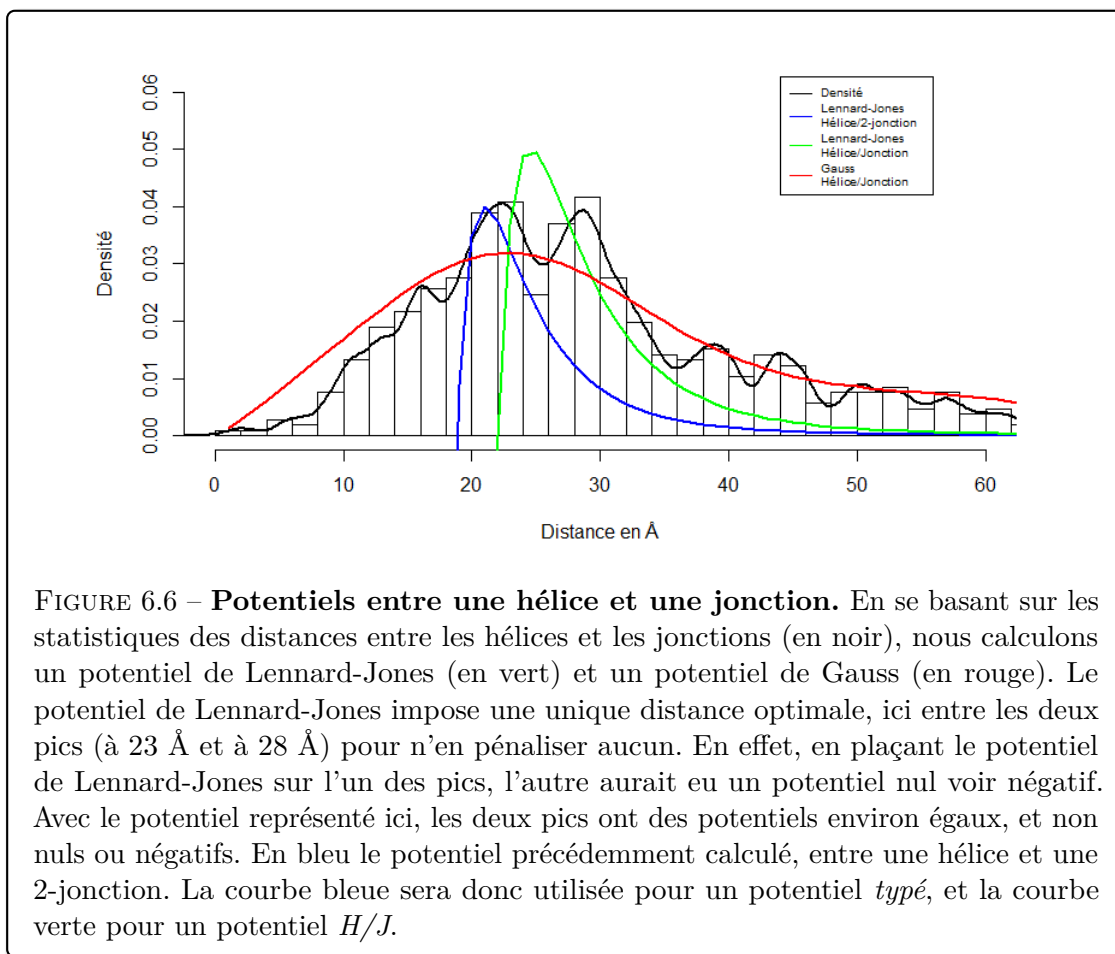 0.06
0.05
0.04
0.03
0.02
0.01
0.00
Densité
Densité
Lennard-Jones
Hélice/2-jonction
Lennard-Jones
Hélice/Jonction
Gauss
Hélice/Jonction
0 10 20 30 40 50 60
Distance en Å
FIGURE 6.6 – Potentiels entre une hélice et une jonction. En se basant sur les
statistiques des distances entre les hélices et les jonctions (en noir), nous calculons
un potentiel de Lennard-Jones (en vert) et un potentiel de Gauss (en rouge). Le
potentiel de Lennard-Jones impose une unique distance optimale, ici entre les deux
pics (à 23 Å et à 28 Å) pour n'en pénaliser aucun. En effet, en plaçant le potentiel
de Lennard-Jones sur l'un des pics, l'autre aurait eu un potentiel nul voir négatif.
Avec le potentiel représenté ici, les deux pics ont des potentiels environ égaux, et non
nuls ou négatifs. En bleu le potentiel précédemment calculé, entre une hélice et une
2-jonction. La courbe bleue sera donc utilisée pour un potentiel typé, et la courbe
verte pour un potentiel H/J.